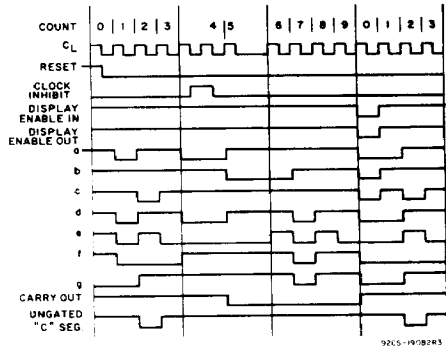 COUNT 0 1 2 3 4 5 6 7 8 9 0 1 2 3
CL
RESET
CLOCK
INHIBIT
DISPLAY
ENABLE IN
DISPLAY
ENABLE OUT
a
b
c
d
e
f
g
CARRY OUT
UNGATED
"C" SEG.
92CS-19082R3